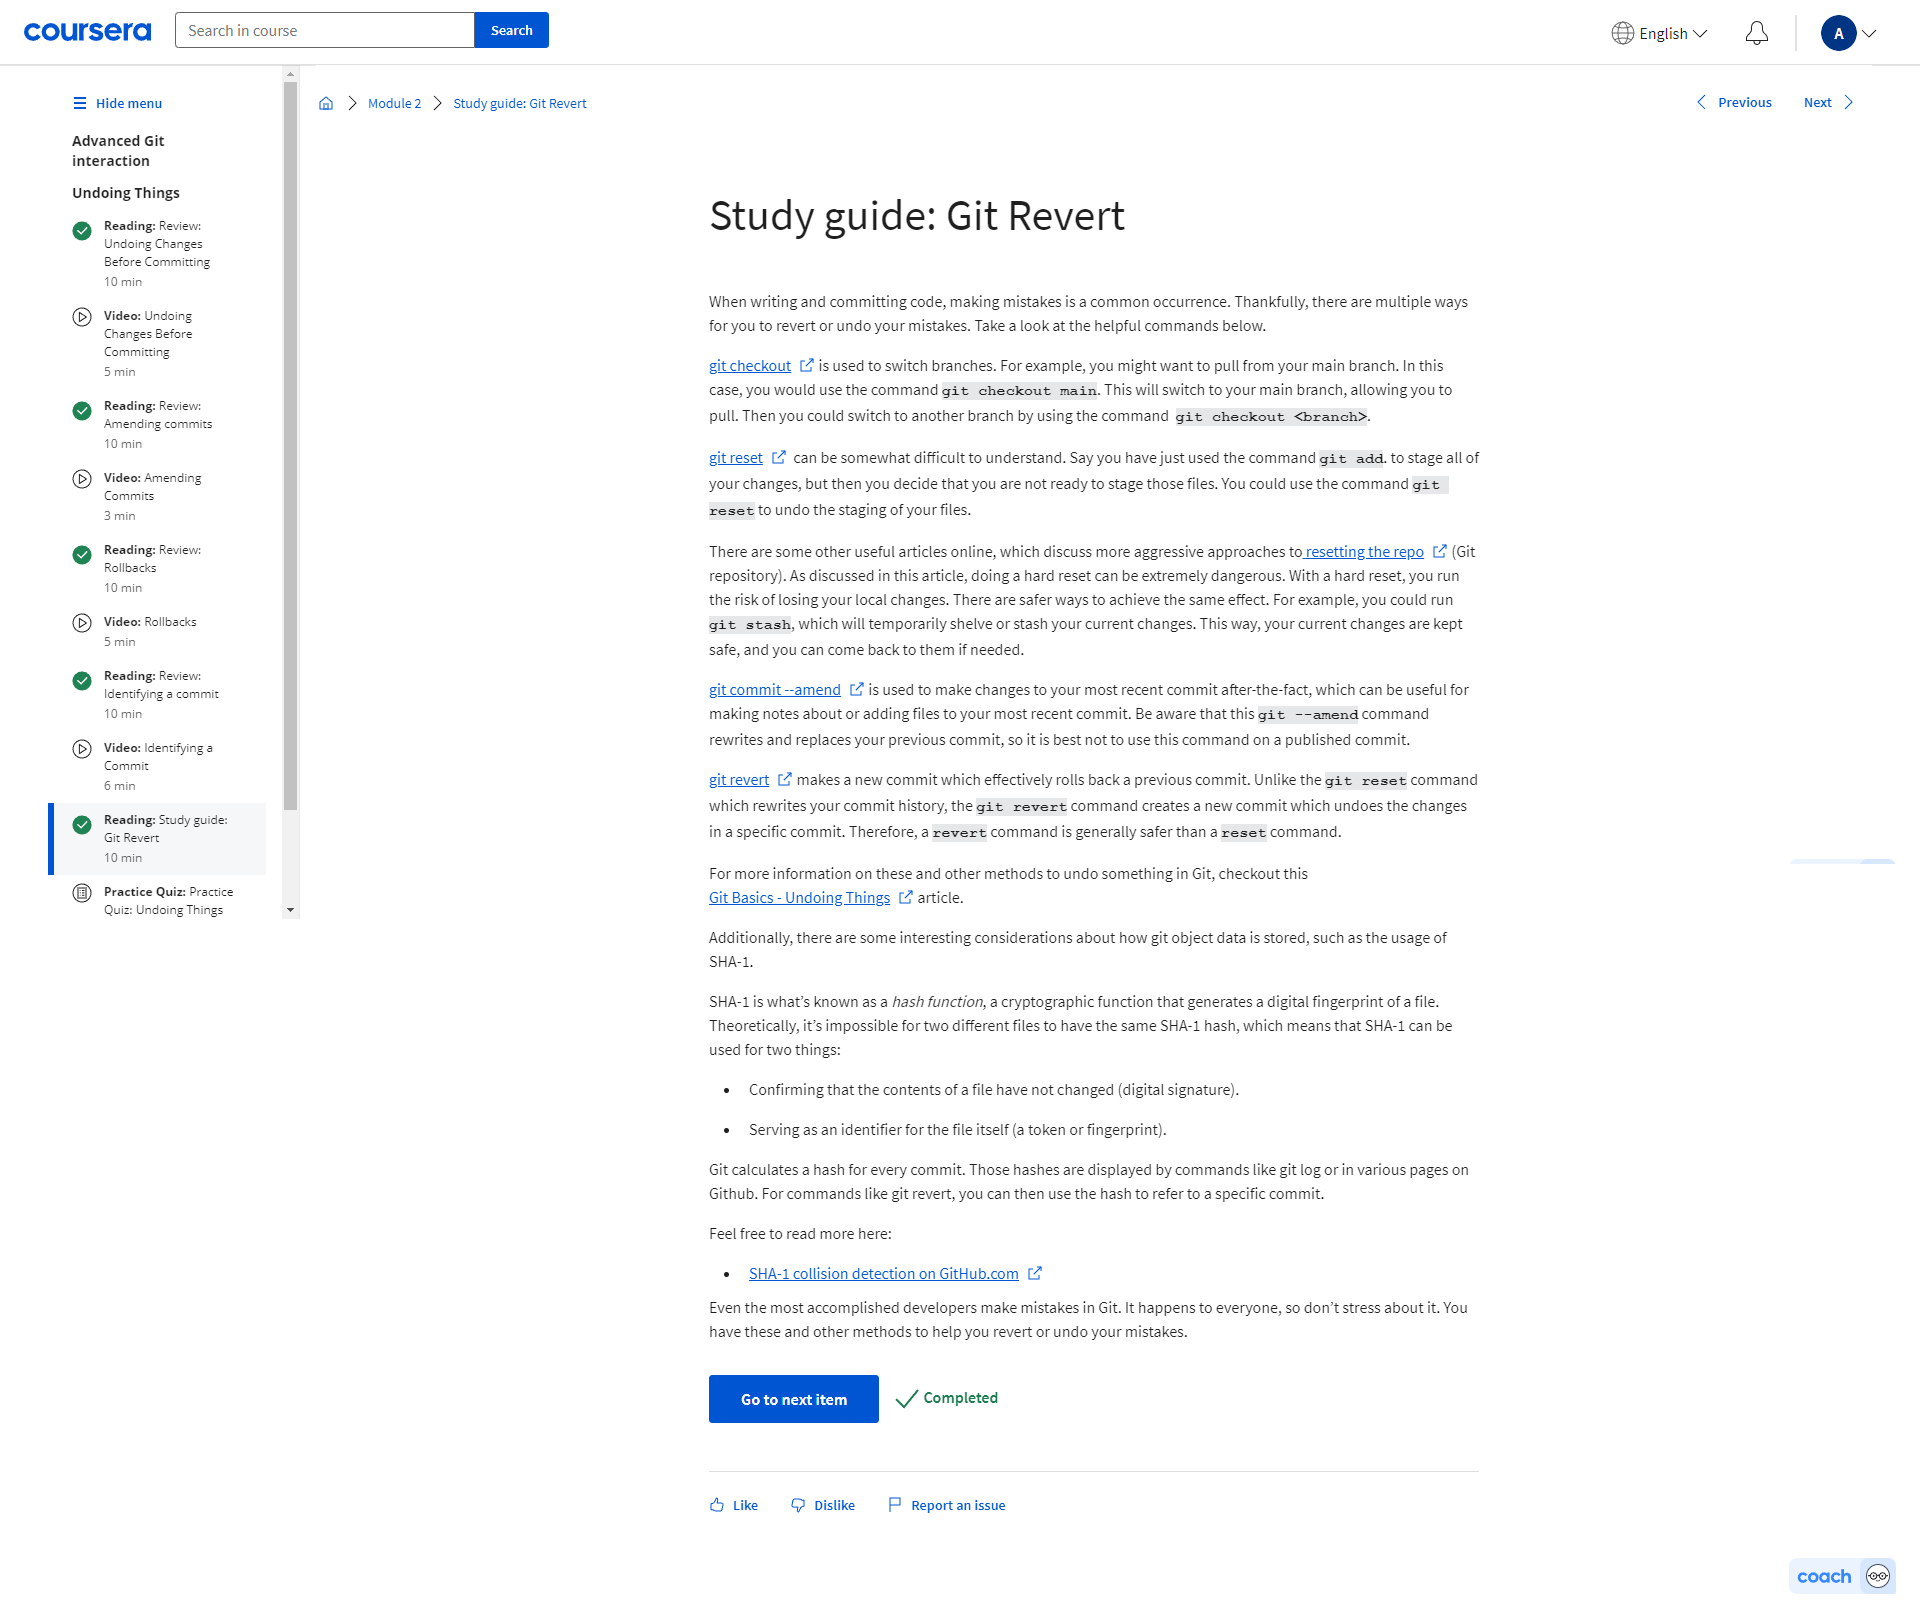 coursera
Search in course
Search
English
A
Hide menu
Advanced Git
interaction
Undoing Things
Reading: Review:
Undoing Changes
Before Committing
10 min
Video: Undoing
Changes Before
Committing
5 min
Reading: Review:
Amending commits
10 min
Video: Amending
Commits
3 min
Reading: Review:
Rollbacks
10 min
Video: Rollbacks
5 min
Reading: Review:
Identifying a commit
10 min
Video: Identifying a
Commit
6 min
Reading: Study guide:
Git Revert
10 min
Practice Quiz: Practice
Quiz: Undoing Things
Module 2
Study guide: Git Revert
Previous
Next
Study guide: Git Revert
When writing and committing code, making mistakes is a common occurrence. Thankfully, there are multiple ways
for you to revert or undo your mistakes. Take a look at the helpful commands below.
git checkout is used to switch branches. For example, you might want to pull from your main branch. In this
case, you would use the command git checkout main. This will switch to your main branch, allowing you to
pull. Then you could switch to another branch by using the command git checkout <branch>.
git reset can be somewhat difficult to understand. Say you have just used the command git add. to stage all of
your changes, but then you decide that you are not ready to stage those files. You could use the command git
reset to undo the staging of your files.
There are some other useful articles online, which discuss more aggressive approaches to resetting the repo (Git
repository). As discussed in this article, doing a hard reset can be extremely dangerous. With a hard reset, you run
the risk of losing your local changes. There are safer ways to achieve the same effect. For example, you could run
git stash, which will temporarily shelve or stash your current changes. This way, your current changes are kept
safe, and you can come back to them if needed.
git commit --amend is used to make changes to your most recent commit after-the-fact, which can be useful for
making notes about or adding files to your most recent commit. Be aware that this git --amend command
rewrites and replaces your previous commit, so it is best not to use this command on a published commit.
git revert makes a new commit which effectively rolls back a previous commit. Unlike the git reset command
which rewrites your commit history, the git revert command creates a new commit which undoes the changes
in a specific commit. Therefore, a revert command is generally safer than a reset command.
For more information on these and other methods to undo something in Git, checkout this
Git Basics - Undoing Things article.
Additionally, there are some interesting considerations about how git object data is stored, such as the usage of
SHA-1.
SHA-1 is what’s known as a hash function, a cryptographic function that generates a digital fingerprint of a file.
Theoretically, it’s impossible for two different files to have the same SHA-1 hash, which means that SHA-1 can be
used for two things:
• Confirming that the contents of a file have not changed (digital signature).
• Serving as an identifier for the file itself (a token or fingerprint).
Git calculates a hash for every commit. Those hashes are displayed by commands like git log or in various pages on
Github. For commands like git revert, you can then use the hash to refer to a specific commit.
Feel free to read more here:
• SHA-1 collision detection on GitHub.com
Even the most accomplished developers make mistakes in Git. It happens to everyone, so don’t stress about it. You
have these and other methods to help you revert or undo your mistakes.
Go to next item
Completed
Like
Dislike
Report an issue
coach